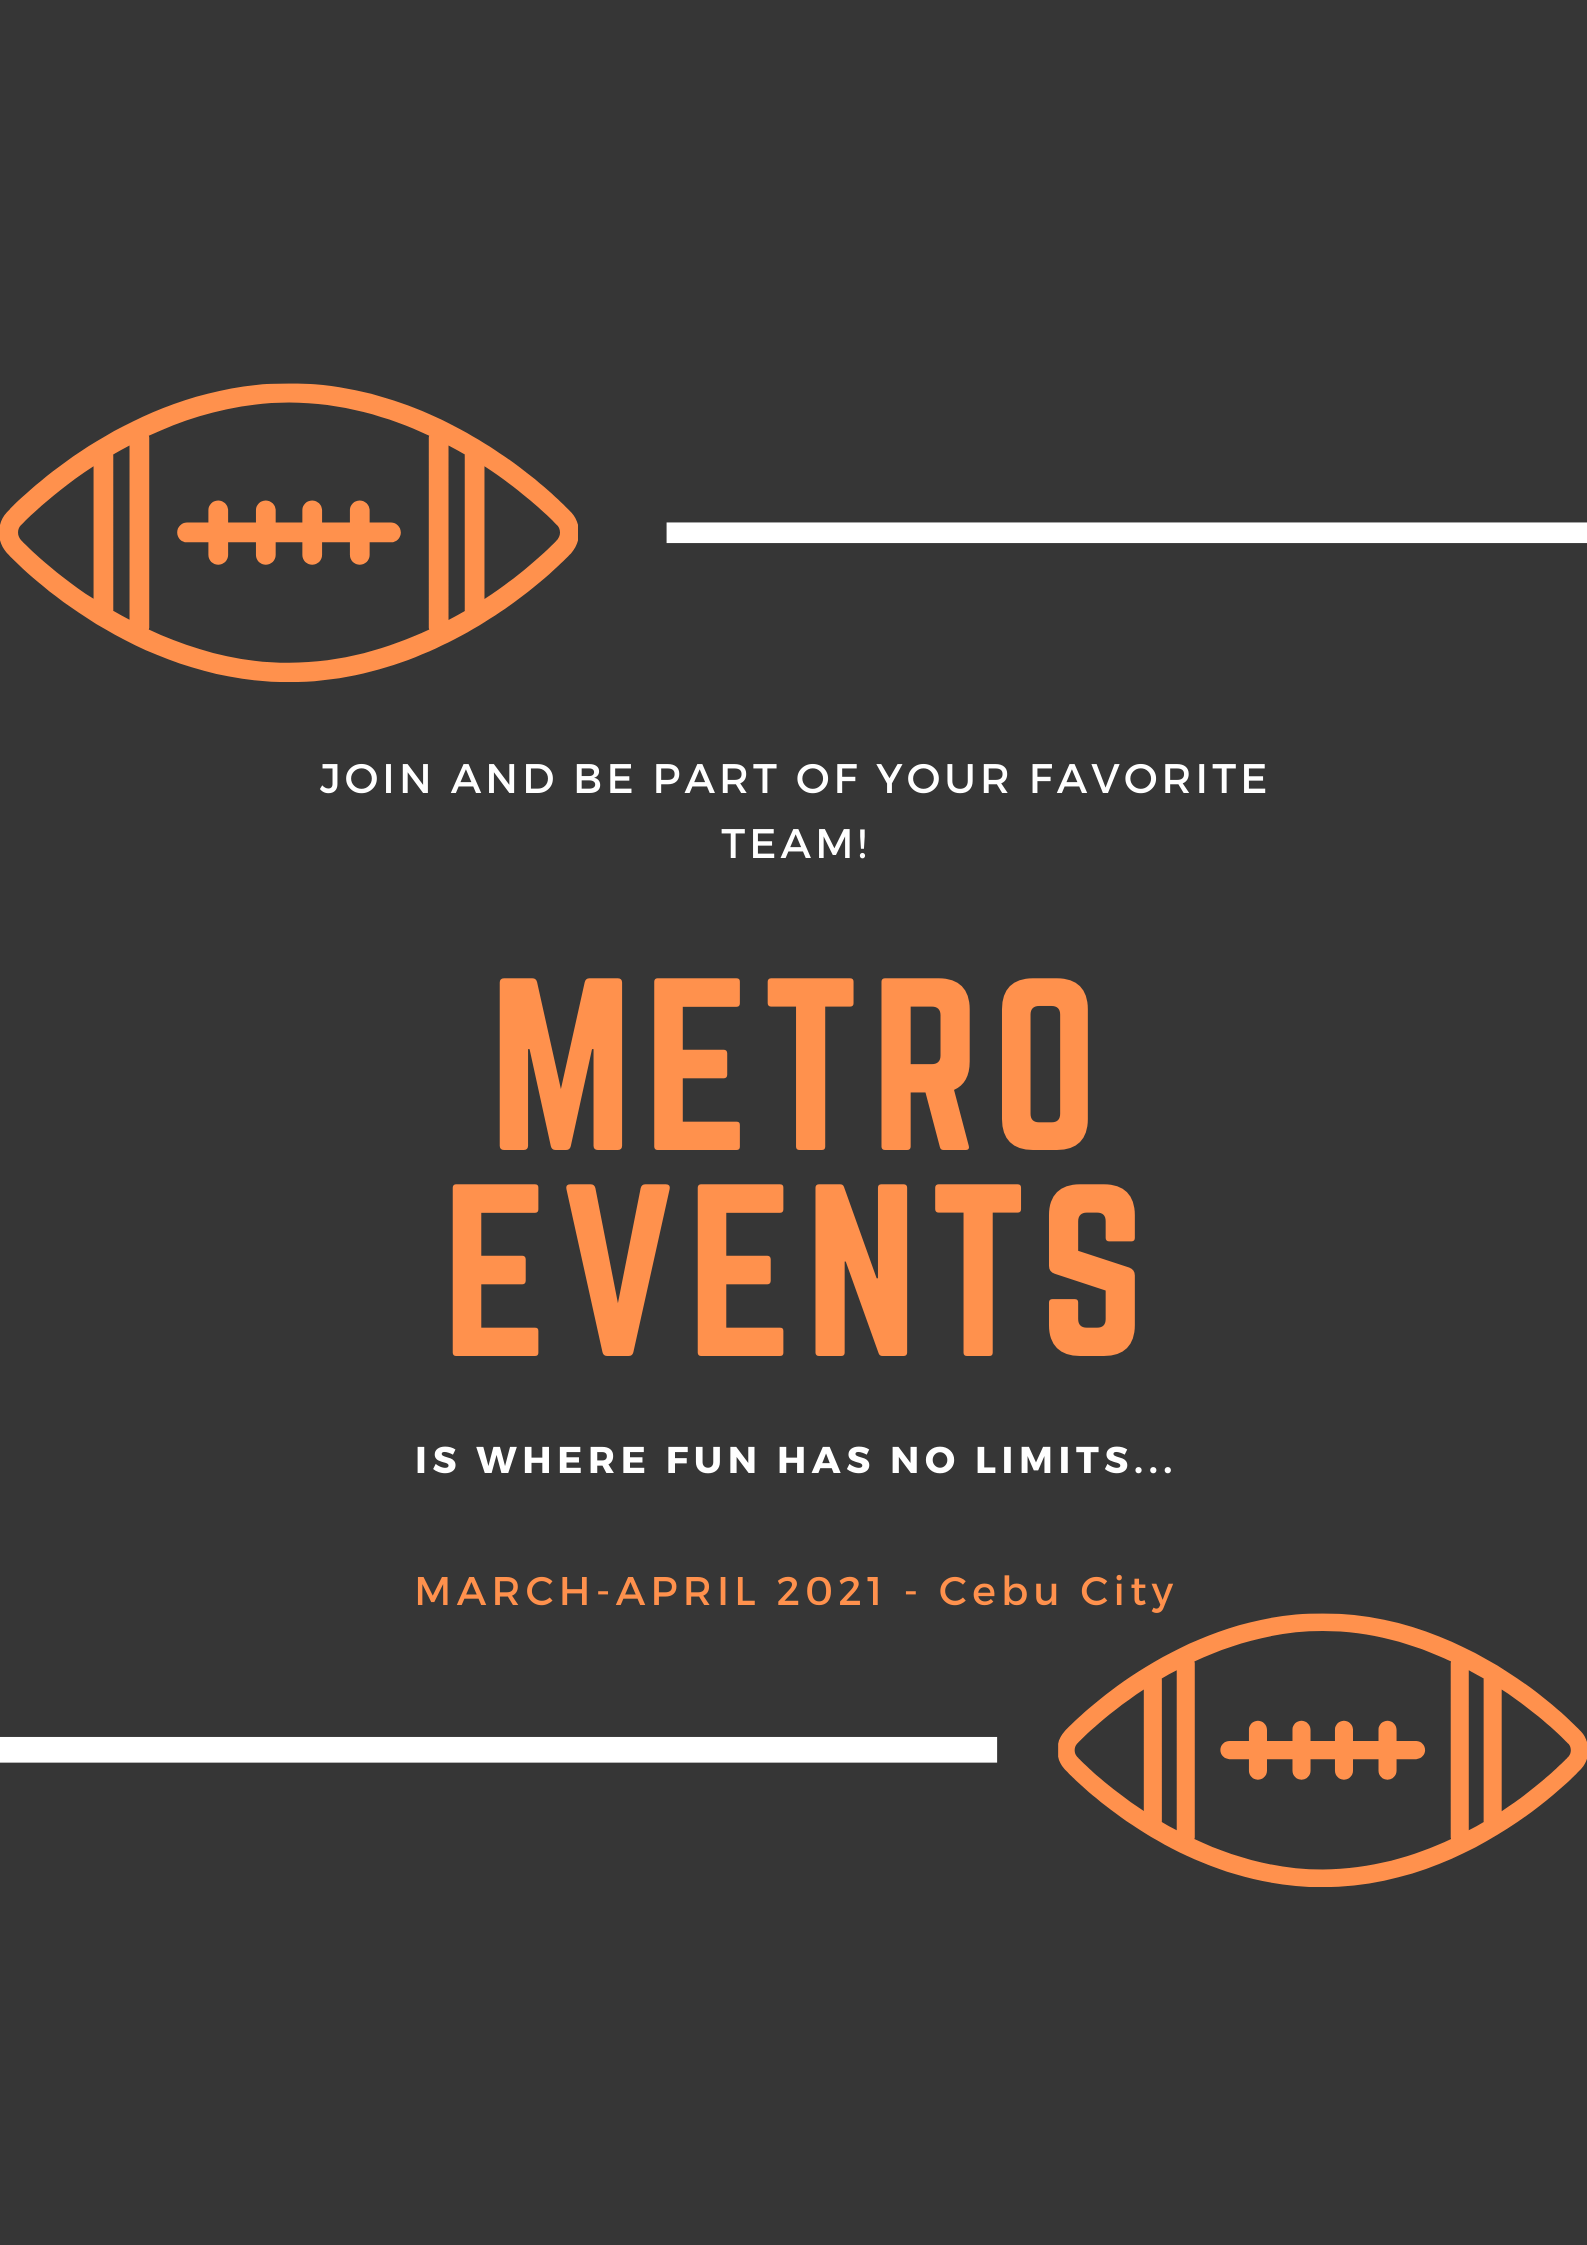 JOIN AND BE PART OF YOUR FAVORITE
TEAM!
METRO
EVENTS
IS WHERE FUN HAS NO LIMITS...
MARCH-APRIL 2021 - Cebu City